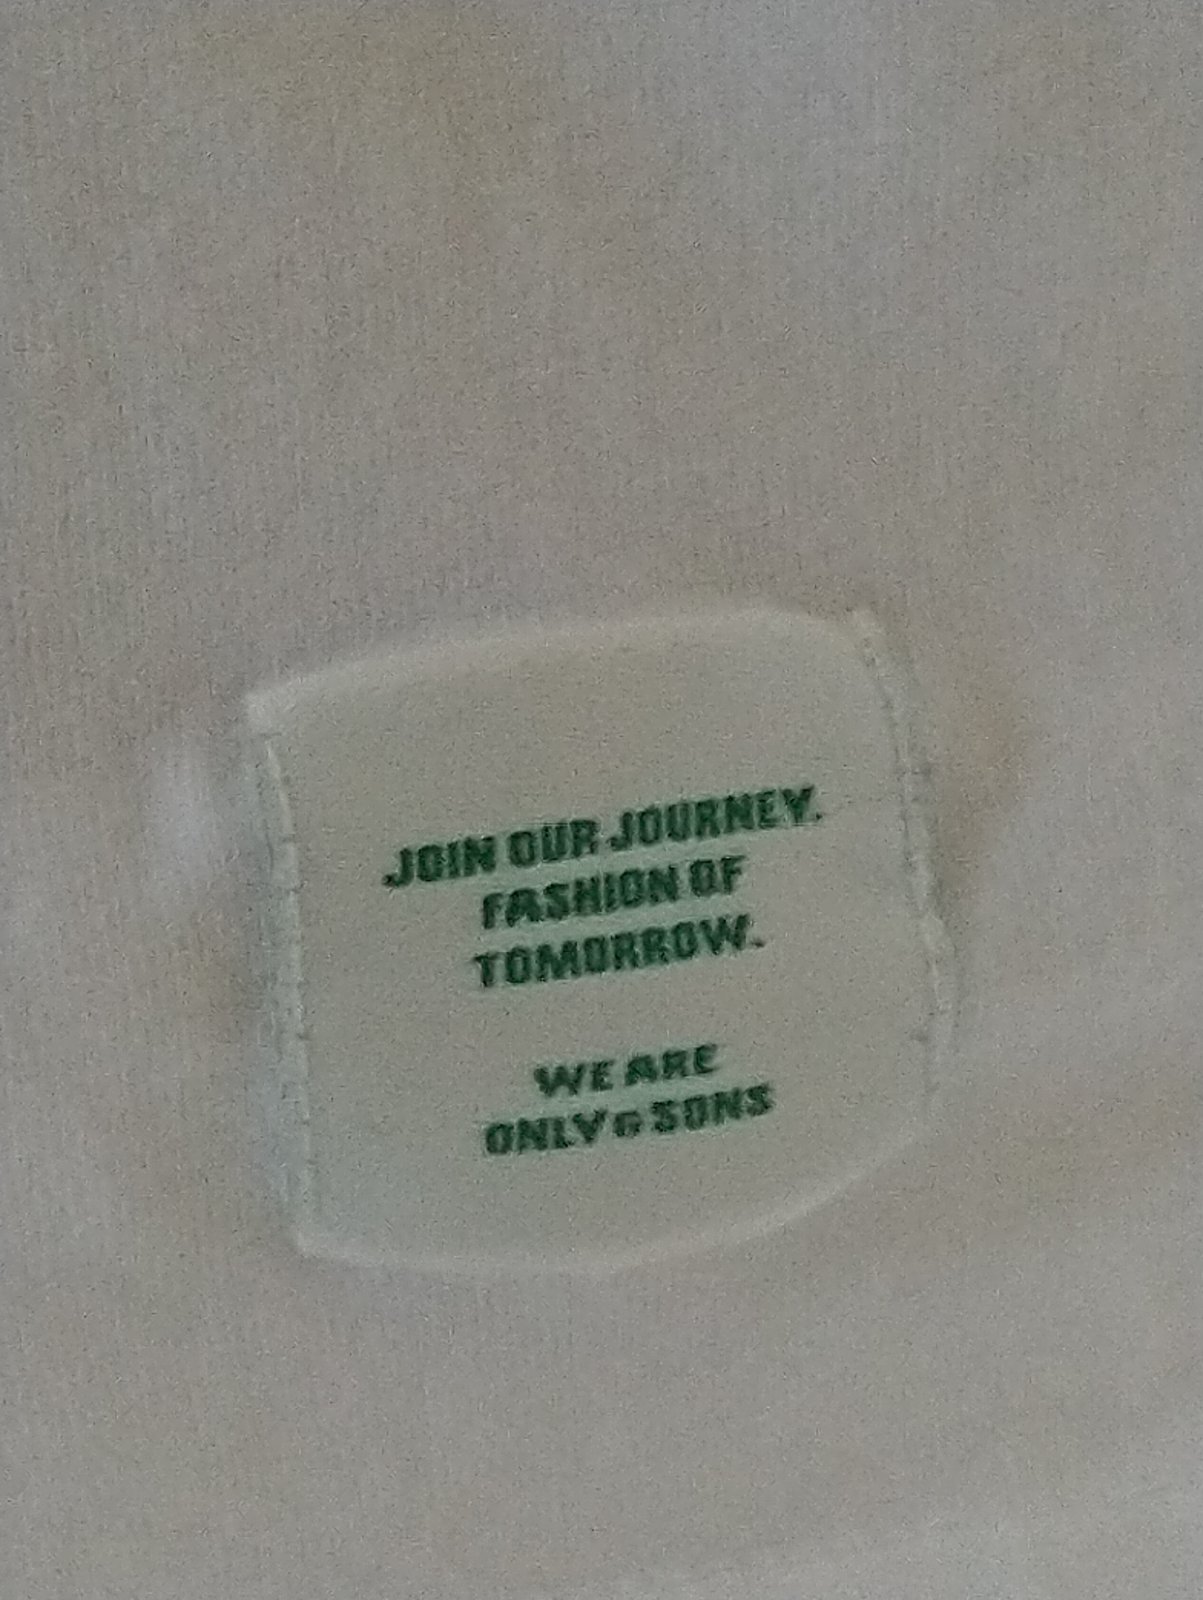 JOIN OUR JOURNEY.
FASHION OF
TOMORROW.
WE ARE
ONLY & SONS